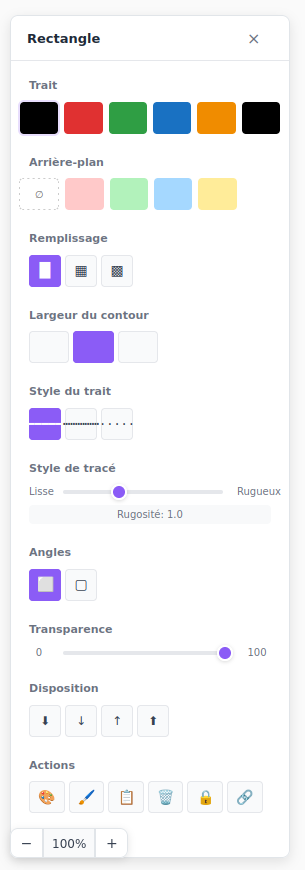 Rectangle ×
Trait
Arrière-plan
∅
Remplissage
Largeur du contour
Style du trait
Style de tracé
Lisse Rugueux
Rugosité: 1.0
Angles
Transparence
0 100
Disposition
⬇ ↓ ↑ ⬆
Actions
− 100% +